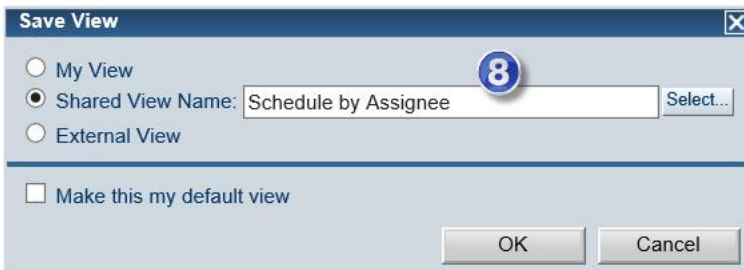 Save View
My View
8
Shared View Name: Schedule by Assignee Select...
External View
Make this my default view
OK Cancel